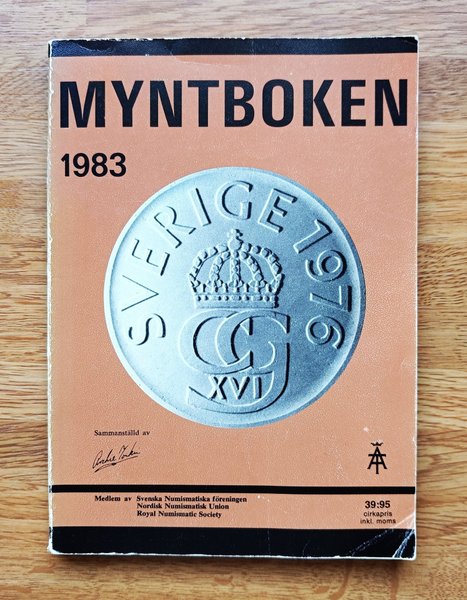 MYNTBOKEN
1983
SVERIGE 1976
CG
XVI
Sammanställd av
Medlem av Svenska Numismatiska föreningen
Nordisk Numismatisk Union
Royal Numismatic Society
39:95
cirkapris
inkl. moms